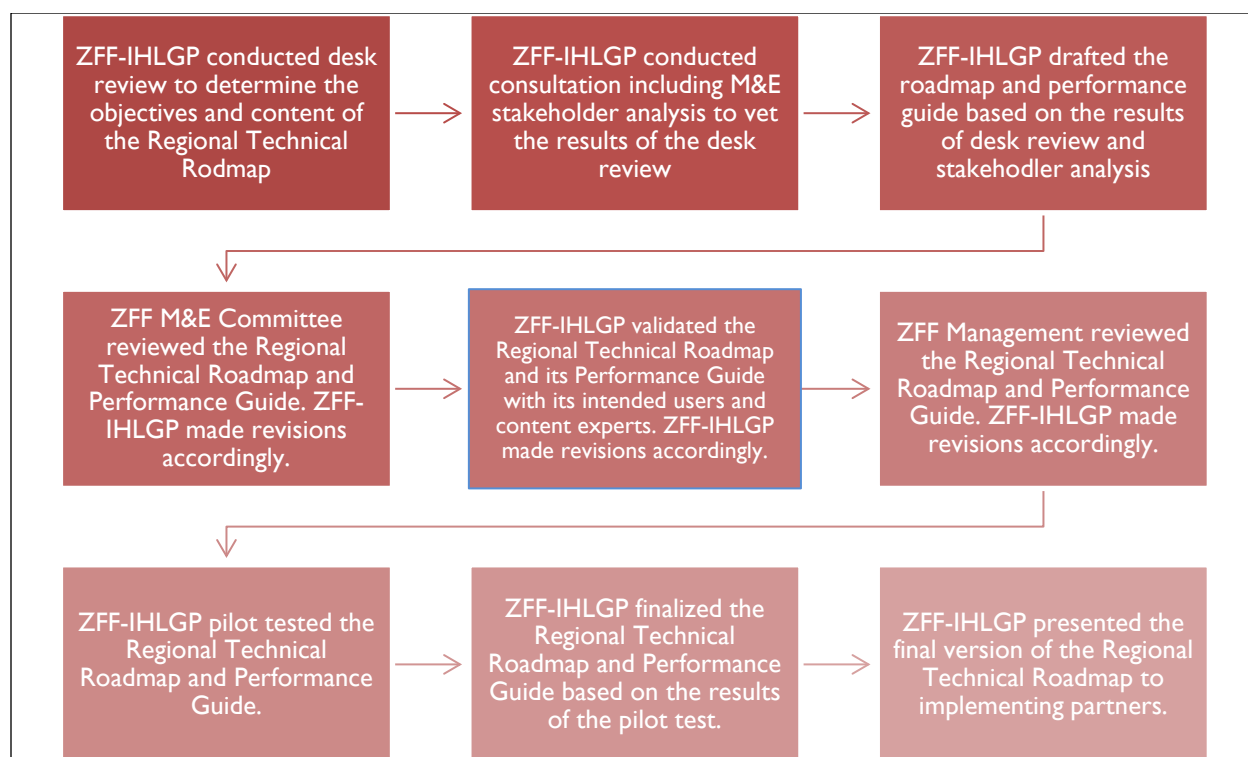 ZFF-IHLGP conducted desk
review to determine the
objectives and content of
the Regional Technical
Rodmap
ZFF-IHLGP conducted
consultation including M&E
stakeholder analysis to vet
the results of the desk
review
ZFF-IHLGP drafted the
roadmap and performance
guide based on the results
of desk review and
stakehodler analysis
ZFF M&E Committee
reviewed the Regional
Technical Roadmap and
Performance Guide. ZFF-
IHLGP made revisions
accordingly.
ZFF-IHLGP validated the
Regional Technical Roadmap
and its Performance Guide
with its intended users and
content experts. ZFF-IHLGP
made revisions accordingly.
ZFF Management reviewed
the Regional Technical
Roadmap and Performance
Guide. ZFF-IHLGP made
revisions accordingly.
ZFF-IHLGP pilot tested the
Regional Technical
Roadmap and Performance
Guide.
ZFF-IHLGP finalized the
Regional Technical
Roadmap and Performance
Guide based on the results
of the pilot test.
ZFF-IHLGP presented the
final version of the Regional
Technical Roadmap to
implementing partners.